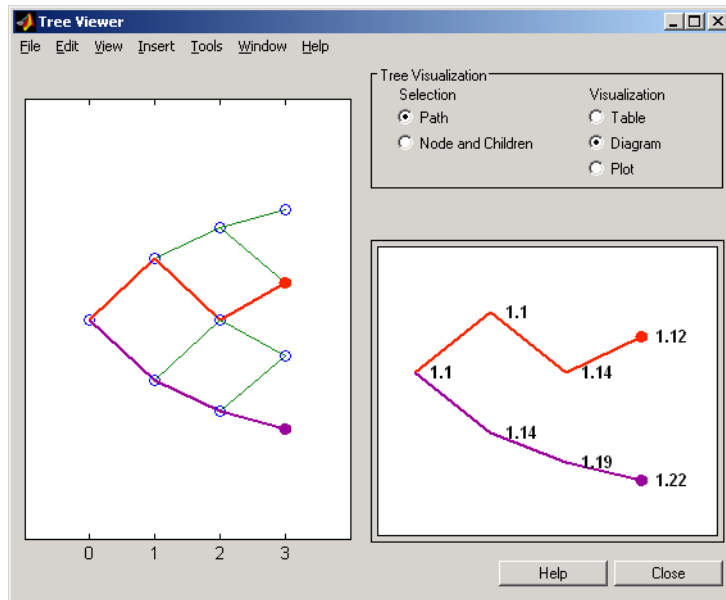 Tree Viewer
File Edit View Insert Tools Window Help
Tree Visualization
Selection
Path
Node and Children
Visualization
Table
Diagram
Plot
0 1 2 3
1.1
1.1
1.14
1.12
1.14
1.19
1.22
Help
Close